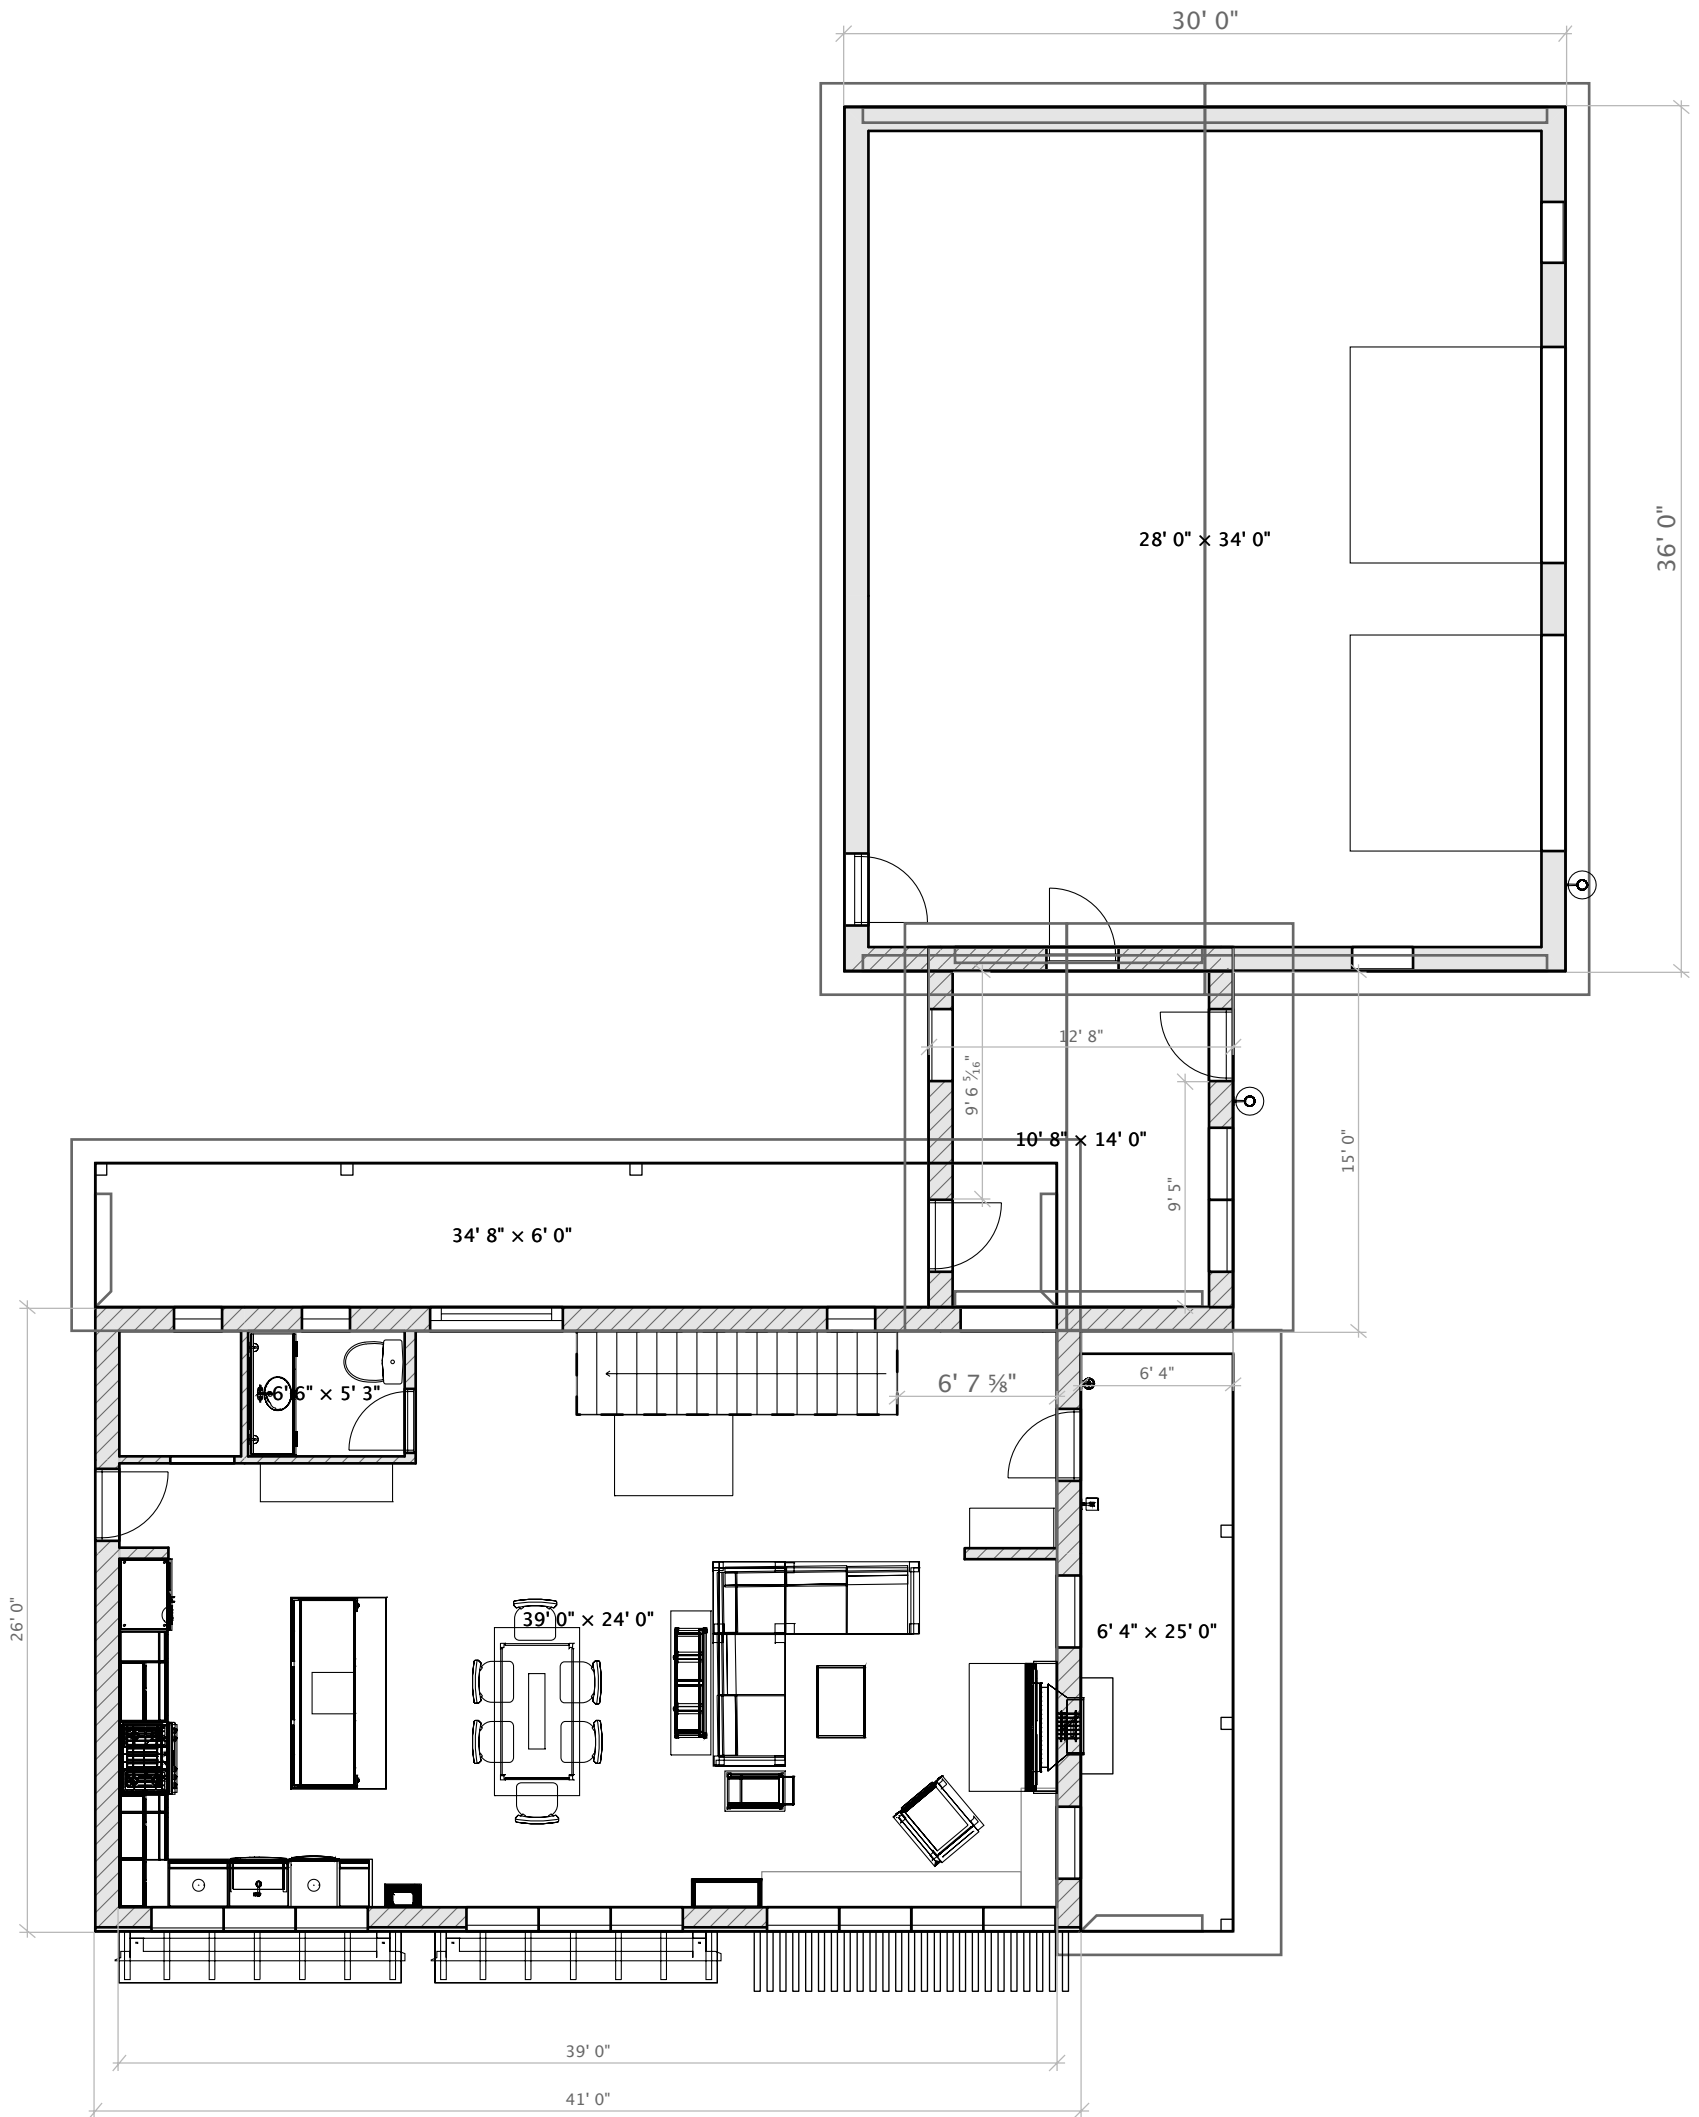 30' 0"
36' 0"
28' 0" × 34' 0"
12' 8"
9' 6 5⁄16"
10' 8" × 14' 0"
15' 0"
9' 5"
34' 8" × 6' 0"
6' 4"
6' 7 ⅝"
6' 6" × 5' 3"
26' 0"
39' 0" × 24' 0"
6' 4" × 25' 0"
39' 0"
41' 0"